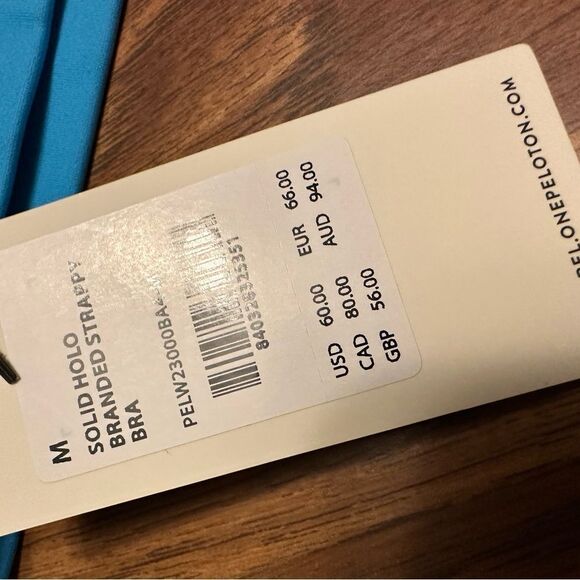 M
SOLID HOLO
BRANDED STRAPPY
BRA
PELW23000BA
840326325351
USD 60.00 EUR 66.00
CAD 80.00 AUD 94.00
GBP 56.00
EL.ONEPELOTON.COM